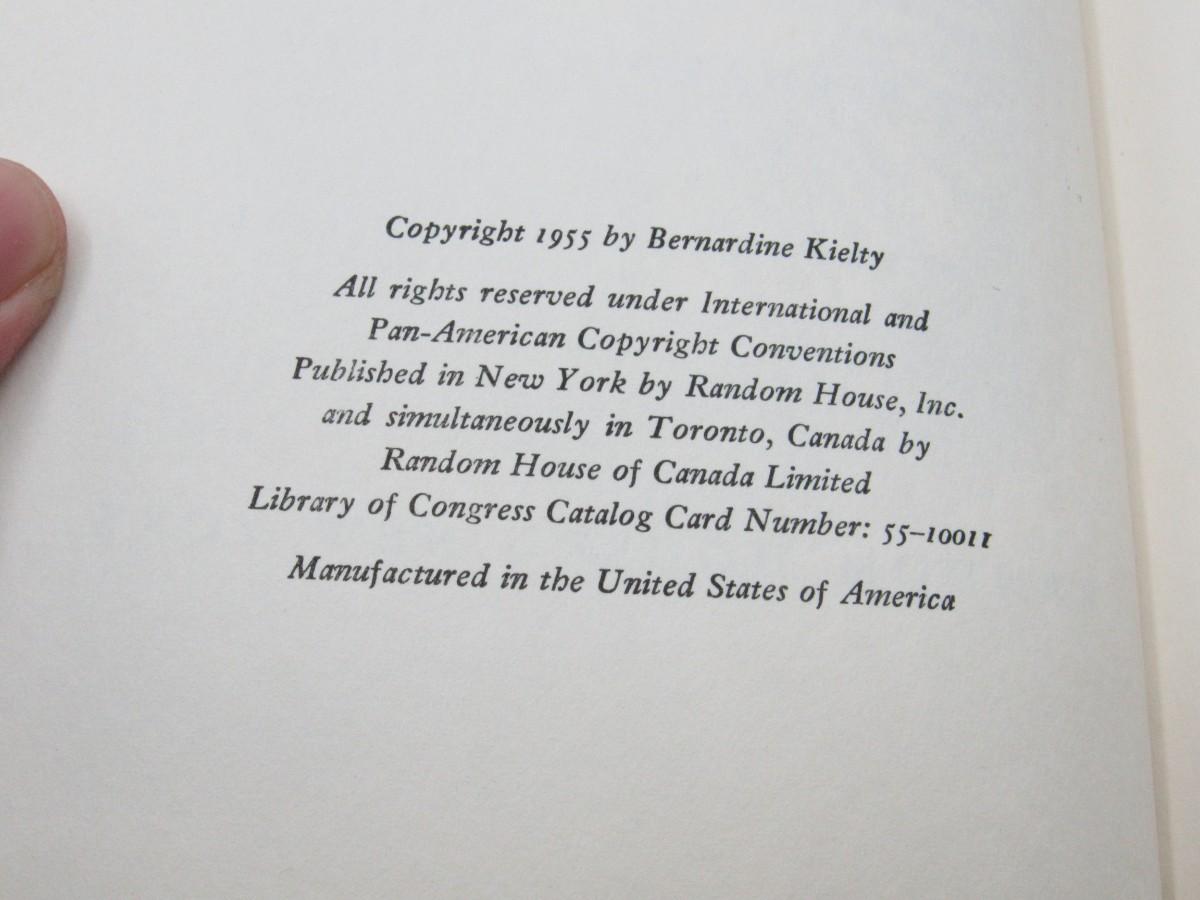 Copyright 1955 by Bernardine Kielty
All rights reserved under International and
Pan-American Copyright Conventions
Published in New York by Random House, Inc.
and simultaneously in Toronto, Canada by
Random House of Canada Limited
Library of Congress Catalog Card Number: 55-10011
Manufactured in the United States of America